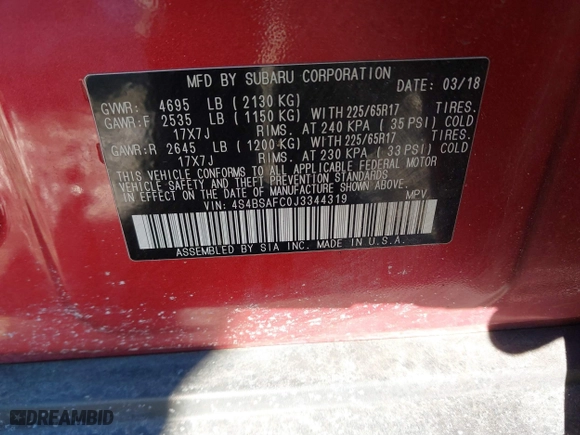 MFD BY SUBARU CORPORATION
DATE: 03/18
GVWR: 4695 LB (2130 KG)
GAWR:F 2535 LB (1150 KG) WITH 225/65R17 TIRES.
17X7J RIMS. AT 240 KPA (35 PSI) COLD
GAWR:R 2645 LB (1200 KG) WITH 225/65R17 TIRES.
17X7J RIMS. AT 230 KPA (33 PSI) COLD
THIS VEHICLE CONFORMS TO ALL APPLICABLE FEDERAL MOTOR
VEHICLE SAFETY AND THEFT PREVENTION STANDARDS
IN EFFECT ON THE DATE OF MANUFACTURE SHOWN ABOVE.
VIN: 4S4BSAFC0J3344319 MPV
ASSEMBLED BY SIA INC. MADE IN U.S.A.
DREAMBID